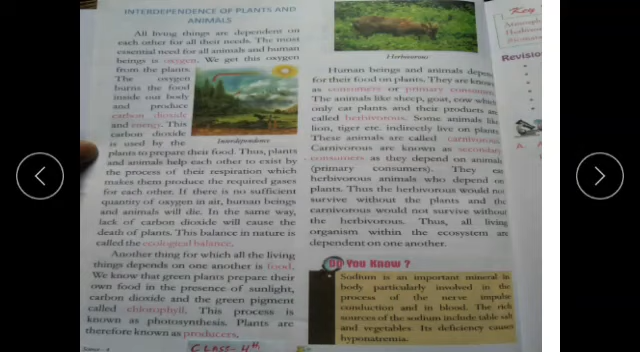 INTERDEPENDENCE OF PLANTS AND
ANIMALS
All living things are dependent on
each other for all their needs. The most
essential need for all animals and human
beings is oxygen. We get this oxygen
from the plants.
The oxygen
burns the food
inside our body
and produce
carbon dioxide
and energy. This
carbon dioxide
is used by the
Interdependence
plants to prepare their food. Thus, plants
and animals help each other to exist by
the process of their respiration which
makes them produce the required gases
for each other. If there is no sufficient
quantity of oxygen in air, human beings
and animals will die. In the same way,
lack of carbon dioxide will cause the
death of plants. This balance in nature is
called the ecological balance.
Another thing for which all the living
things depends on one another is food.
We know that green plants prepare their
own food in the presence of sunlight,
carbon dioxide and the green pigment
called chlorophyll. This process is
known as photosynthesis. Plants are
therefore known as producers.
Science - 4
CLASS-4th
Herbivorous
Human beings and animals depen
for their food on plants. They are know
as consumers or primary consum
The animals like sheep, goat, cow which
only eat plants and their products are
called herbivorous. Some animals like
lion, tiger etc. indirectly live on plants
These animals are called carnivorous
Carnivorous are known as secondary
consumers as they depend on animals
(primary consumers). They eat
herbivorous animals who depend on
plants. Thus the herbivorous would not
survive without the plants and the
carnivorous would not survive without
the herbivorous. Thus, all living
organism within the ecosystem are
dependent on one another.
Do You Know ?
Sodium is an important mineral in
body particularly involved in the
process of the nerve impulse
conduction and in blood. The rich
sources of the sodium include table salt
and vegetables. Its deficiency causes
hyponatremia.
Key
Revision
A.